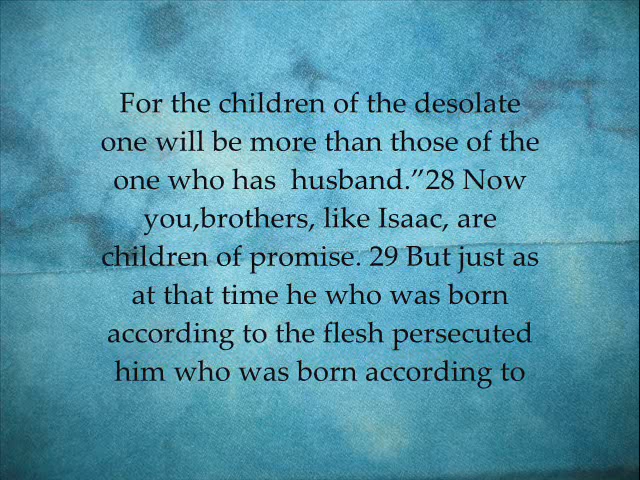 For the children of the desolate
one will be more than those of the
one who has  husband.”28 Now
you,brothers, like Isaac, are
children of promise. 29 But just as
at that time he who was born
according to the flesh persecuted
him who was born according to